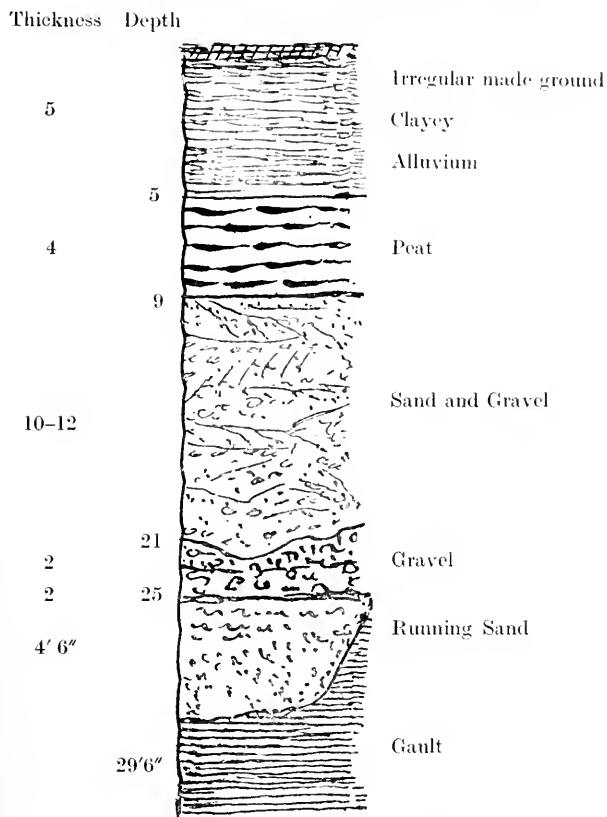 Thickness Depth
Irregular made ground
5
Clayey
Alluvium
5
4 Peat
9
Sand and Gravel
10–12
21
2 Gravel
2 25
Running Sand
4′ 6″
Gault
29′6″